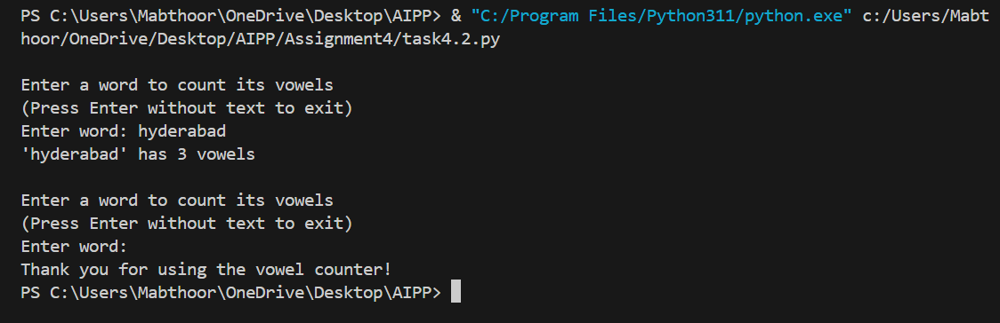 PS C:\Users\Mabthoor\OneDrive\Desktop\AIPP> & "C:/Program Files/Python311/python.exe" c:/Users/Mabt
hoor/OneDrive/Desktop/AIPP/Assignment4/task4.2.py
Enter a word to count its vowels
(Press Enter without text to exit)
Enter word: hyderabad
'hyderabad' has 3 vowels
Enter a word to count its vowels
(Press Enter without text to exit)
Enter word:
Thank you for using the vowel counter!
PS C:\Users\Mabthoor\OneDrive\Desktop\AIPP>